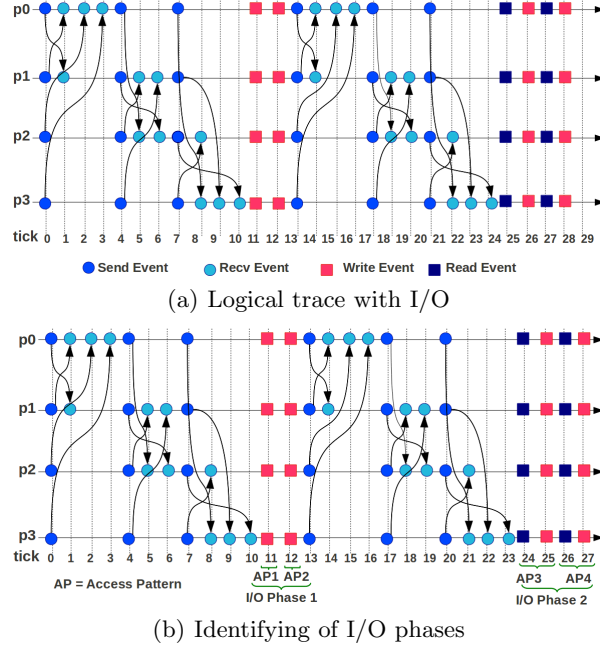 p0
p1
p2
p3
tick 0 1 2 3 4 5 6 7 8 9 10 11 12 13 14 15 16 17 18 19 20 21 22 23 24 25 26 27 28 29
Send Event Recv Event Write Event Read Event
(a) Logical trace with I/O
p0
p1
p2
p3
tick 0 1 2 3 4 5 6 7 8 9 10 11 12 13 14 15 16 17 18 19 20 21 22 23 24 25 26 27
AP = Access Pattern AP1 AP2 AP3 AP4
I/O Phase 1 I/O Phase 2
(b) Identifying of I/O phases